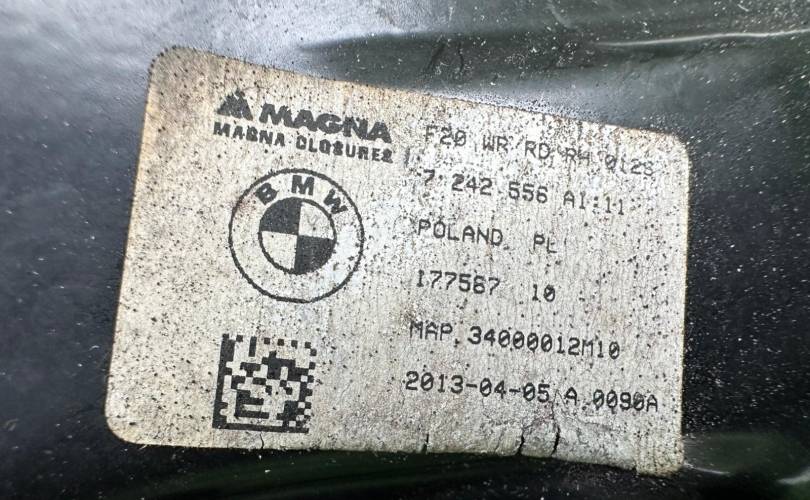 MAGNA
MAGNA CLOSURES
BMW
F20 WR RD RH 0128
7 242 556 AI:11
POLAND PL
177587 10
MAP 34000012M10
2013-04-05 A 0090A